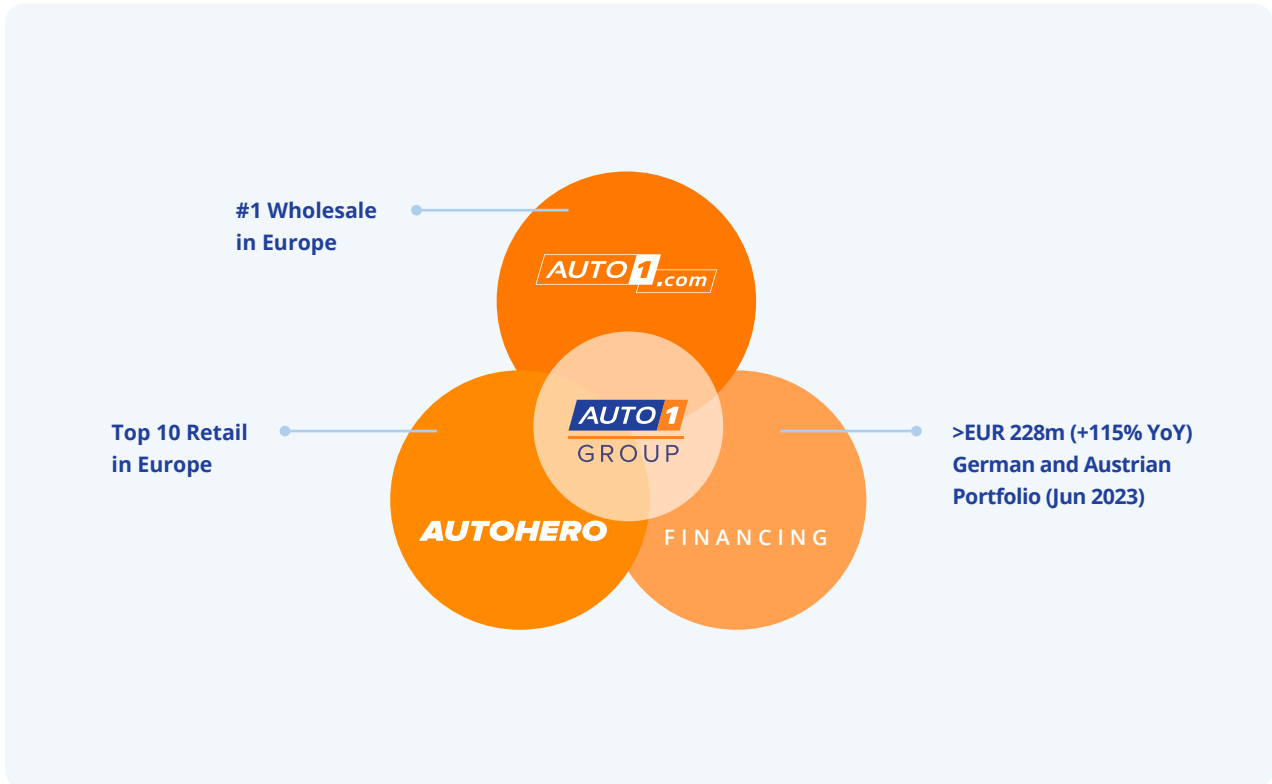 #1 Wholesale
in Europe
AUTO1.com
Top 10 Retail
in Europe
AUTO1
GROUP
>EUR 228m (+115% YoY)
German and Austrian
Portfolio (Jun 2023)
AUTOHERO
FINANCING